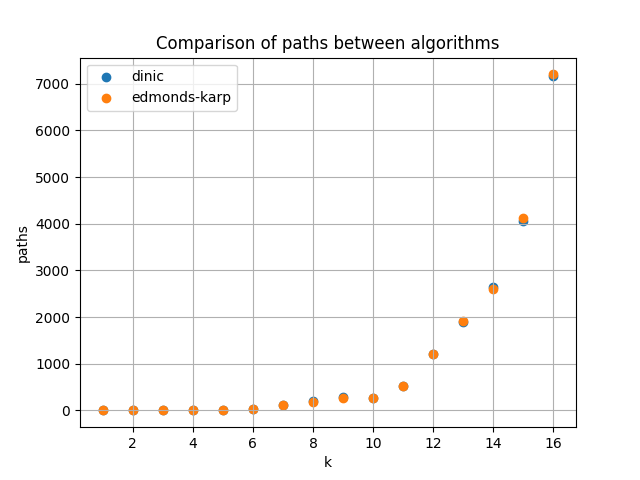 Comparison of paths between algorithms
dinic
edmonds-karp
7000
6000
5000
4000
3000
2000
1000
0
paths
2 4 6 8 10 12 14 16
k